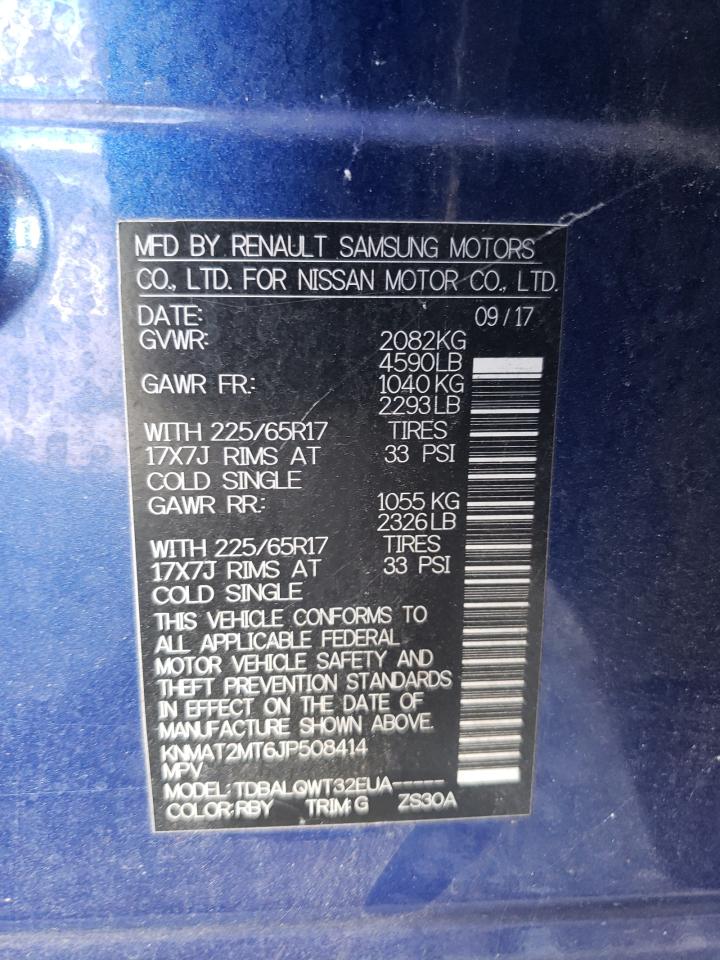 MFD BY RENAULT SAMSUNG MOTORS
CO., LTD. FOR NISSAN MOTOR CO., LTD.
DATE: 09/17
GVWR: 2082KG
4590LB
GAWR FR.: 1040KG
2293LB
WITH 225/65R17 TIRES
17X7J RIMS AT 33 PSI
COLD SINGLE
GAWR RR.: 1055KG
2326LB
WITH 225/65R17 TIRES
17X7J RIMS AT 33 PSI
COLD SINGLE
THIS VEHICLE CONFORMS TO
ALL APPLICABLE FEDERAL
MOTOR VEHICLE SAFETY AND
THEFT PREVENTION STANDARDS
IN EFFECT ON THE DATE OF
MANUFACTURE SHOWN ABOVE.
KNMAT2MT6JP508414
MPV
MODEL: TDBALQWT32EUA-----
COLOR:RBY TRIM:G ZS30A